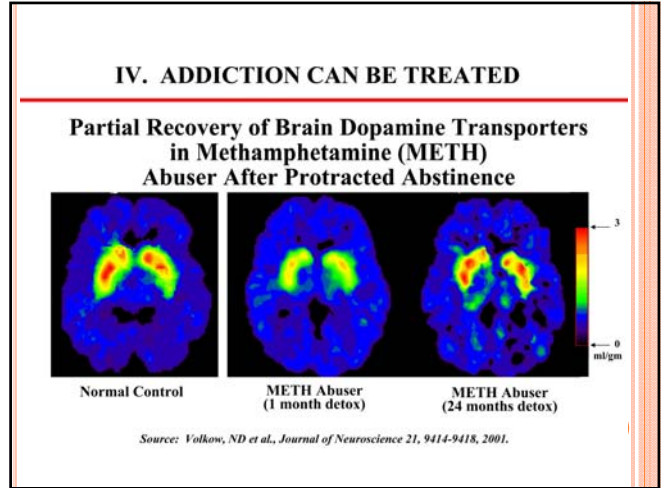 IV. ADDICTION CAN BE TREATED
Partial Recovery of Brain Dopamine Transporters
in Methamphetamine (METH)
Abuser After Protracted Abstinence
3
0
ml/gm
Normal Control
METH Abuser
(1 month detox)
METH Abuser
(24 months detox)
Source: Volkow, ND et al., Journal of Neuroscience 21, 9414-9418, 2001.